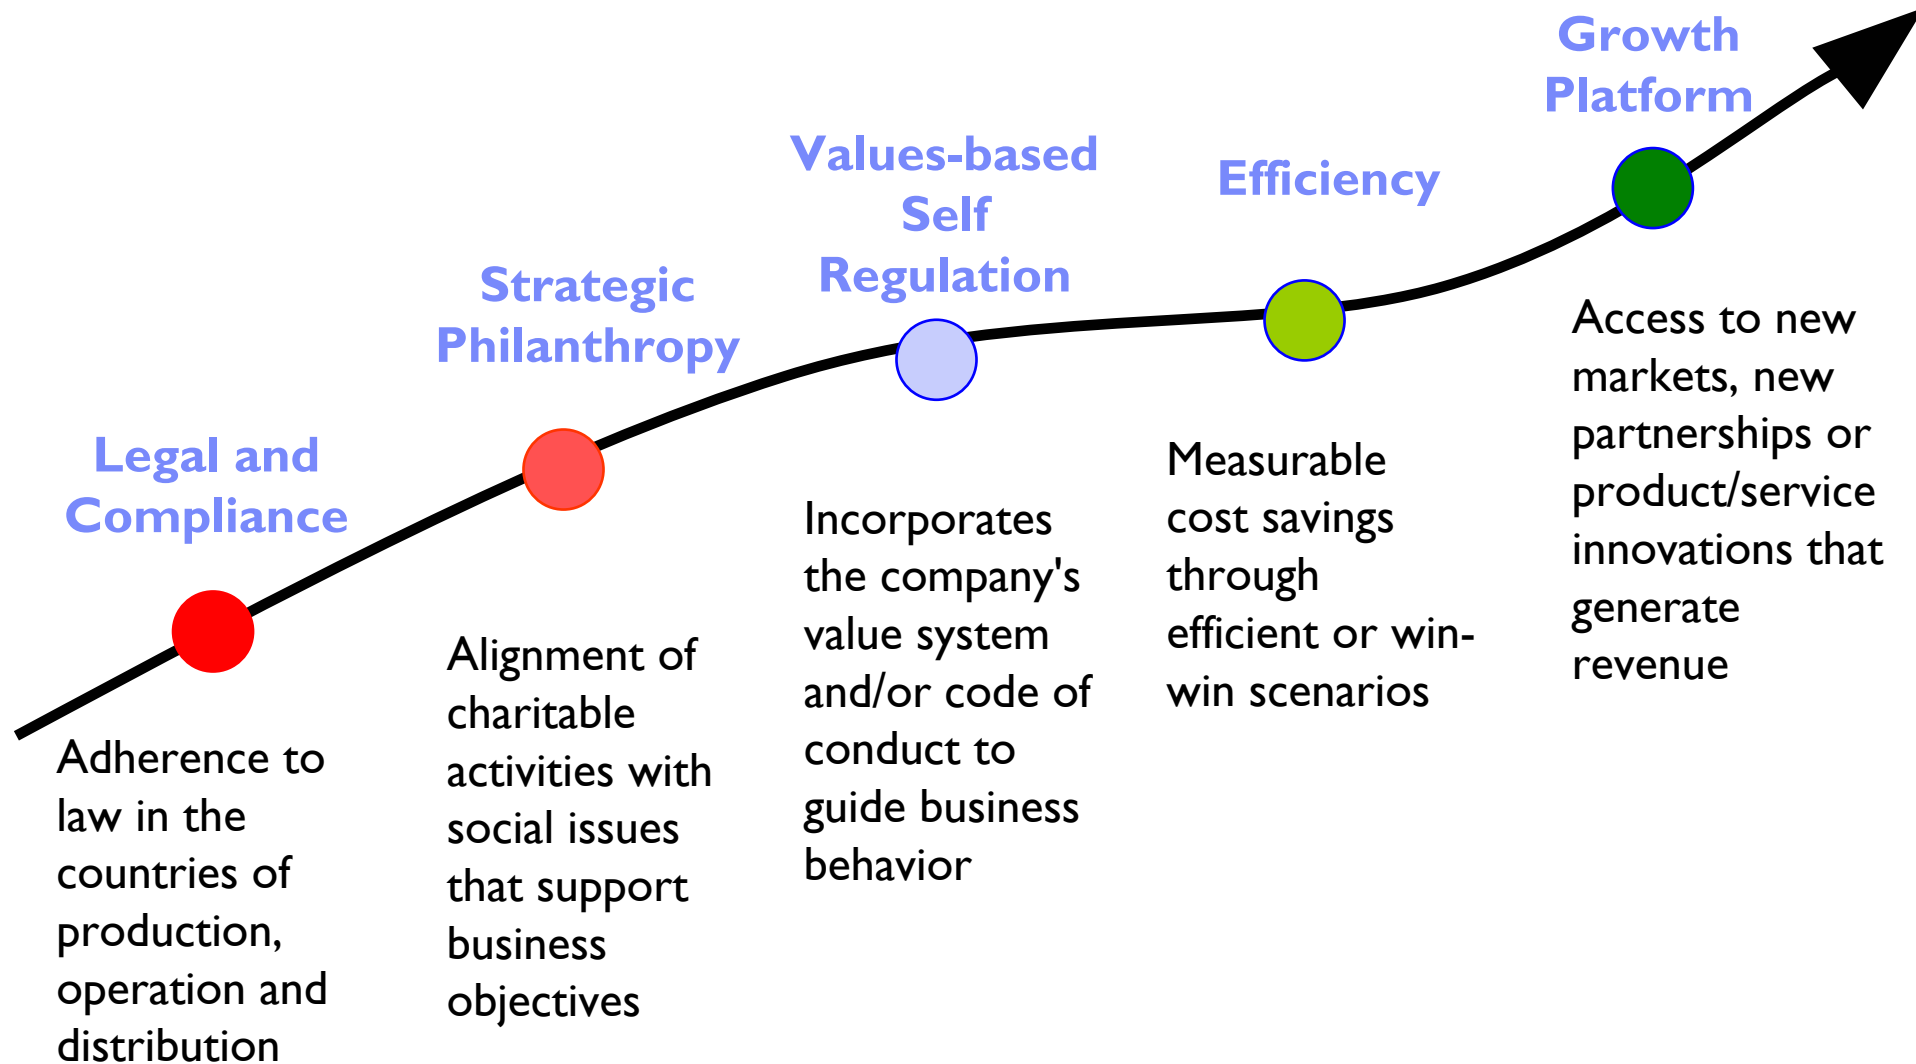 Legal and
Compliance
Adherence to
law in the
countries of
production,
operation and
distribution
Strategic
Philanthropy
Alignment of
charitable
activities with
social issues
that support
business
objectives
Values-based
Self
Regulation
Incorporates
the company's
value system
and/or code of
conduct to
guide business
behavior
Efficiency
Measurable
cost savings
through
efficient or win-
win scenarios
Growth
Platform
Access to new
markets, new
partnerships or
product/service
innovations that
generate
revenue